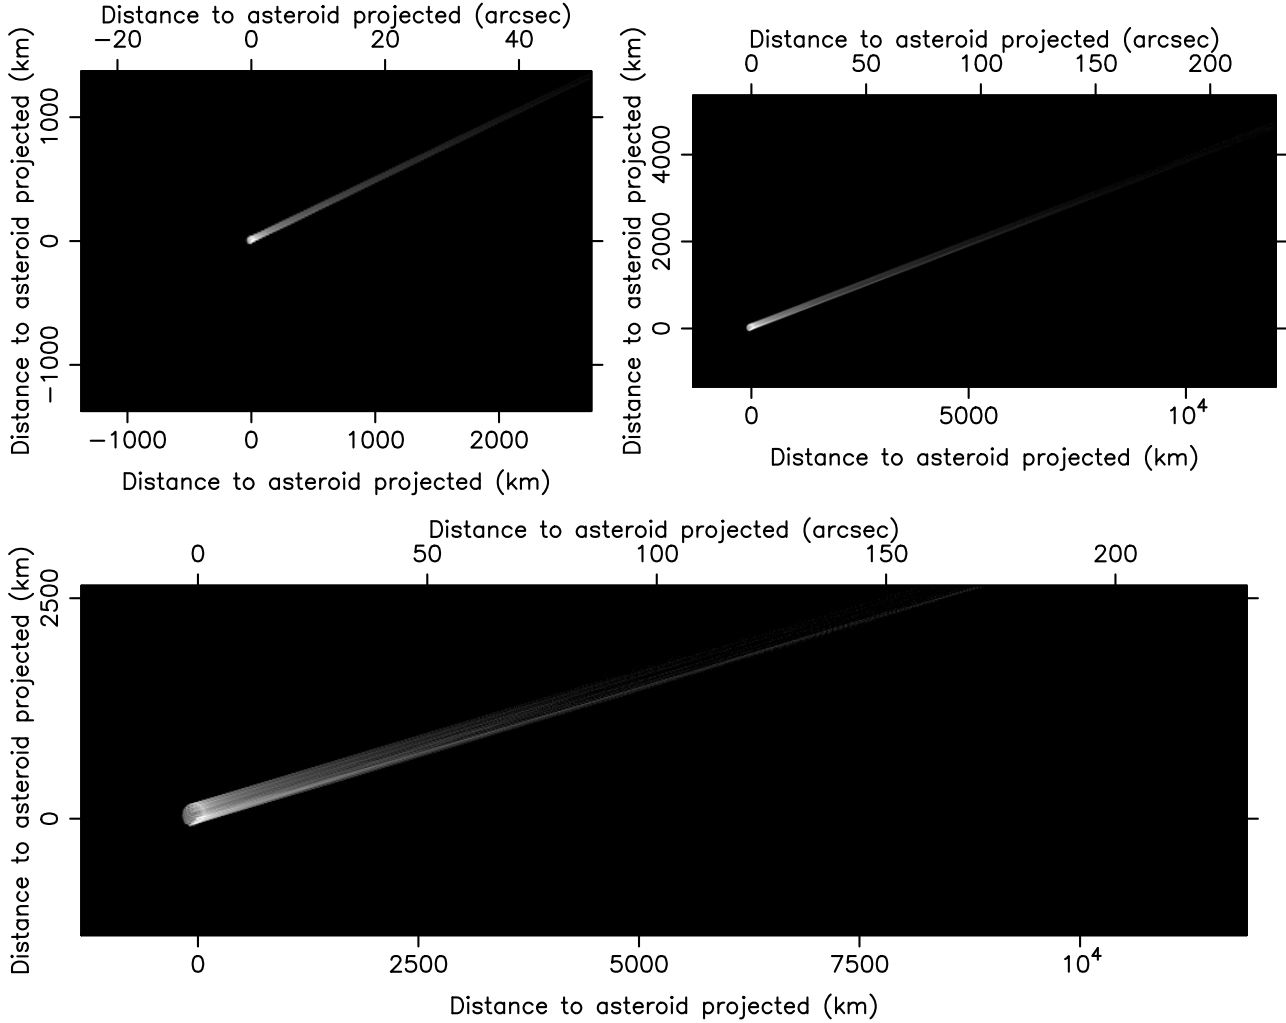 Distance to asteroid projected (arcsec)
−20 0 20 40
Distance to asteroid projected (km)
1000
0
−1000
−1000 0 1000 2000
Distance to asteroid projected (km)
Distance to asteroid projected (arcsec)
0 50 100 150 200
Distance to asteroid projected (km)
4000
2000
0
0 5000 10⁴
Distance to asteroid projected (km)
Distance to asteroid projected (arcsec)
0 50 100 150 200
Distance to asteroid projected (km)
2500
0
0 2500 5000 7500 10⁴
Distance to asteroid projected (km)